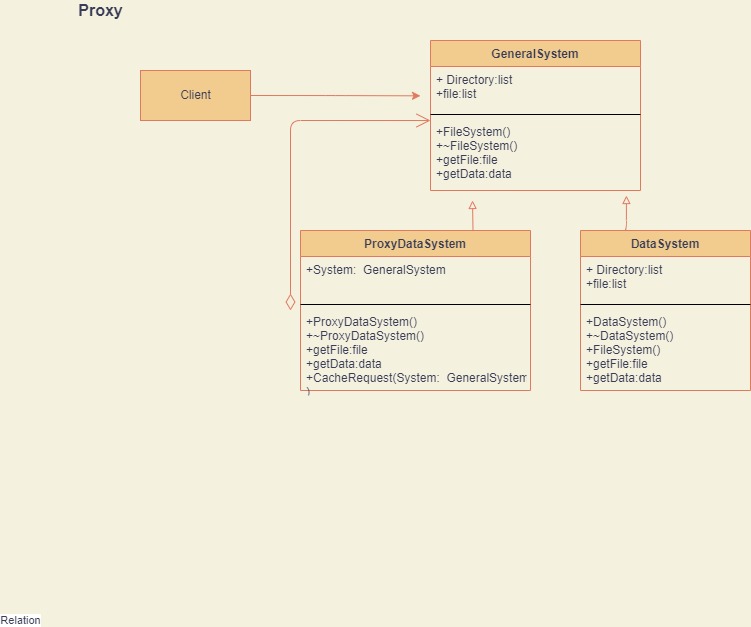 Proxy
GeneralSystem
+ Directory:list
+file:list
+FileSystem()
+~FileSystem()
+getFile:file
+getData:data
Client
ProxyDataSystem
+System:  GeneralSystem
+ProxyDataSystem()
+~ProxyDataSystem()
+getFile:file
+getData:data
+CacheRequest(System:  GeneralSystem
)
DataSystem
+ Directory:list
+file:list
+DataSystem()
+~DataSystem()
+FileSystem()
+getFile:file
+getData:data
Relation